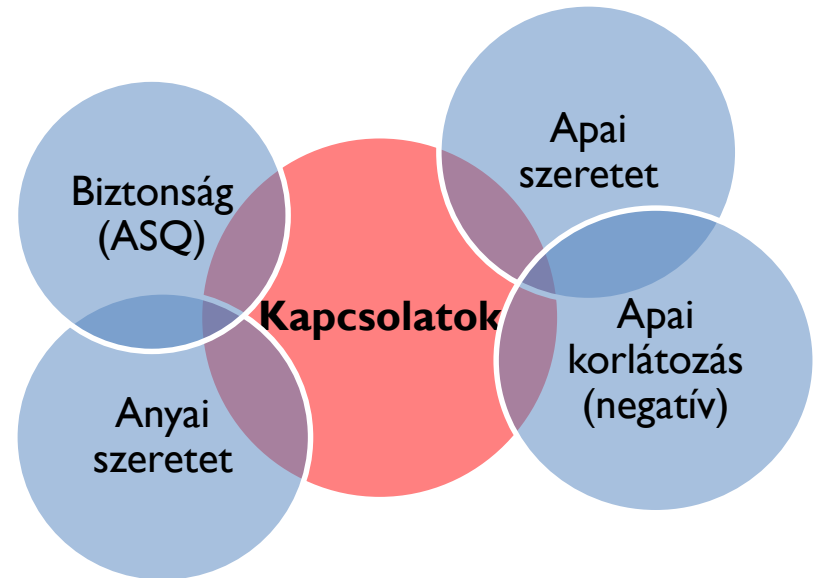 Apai
szeretet
Biztonság
(ASQ)
Kapcsolatok
Apai
korlátozás
(negatív)
Anyai
szeretet